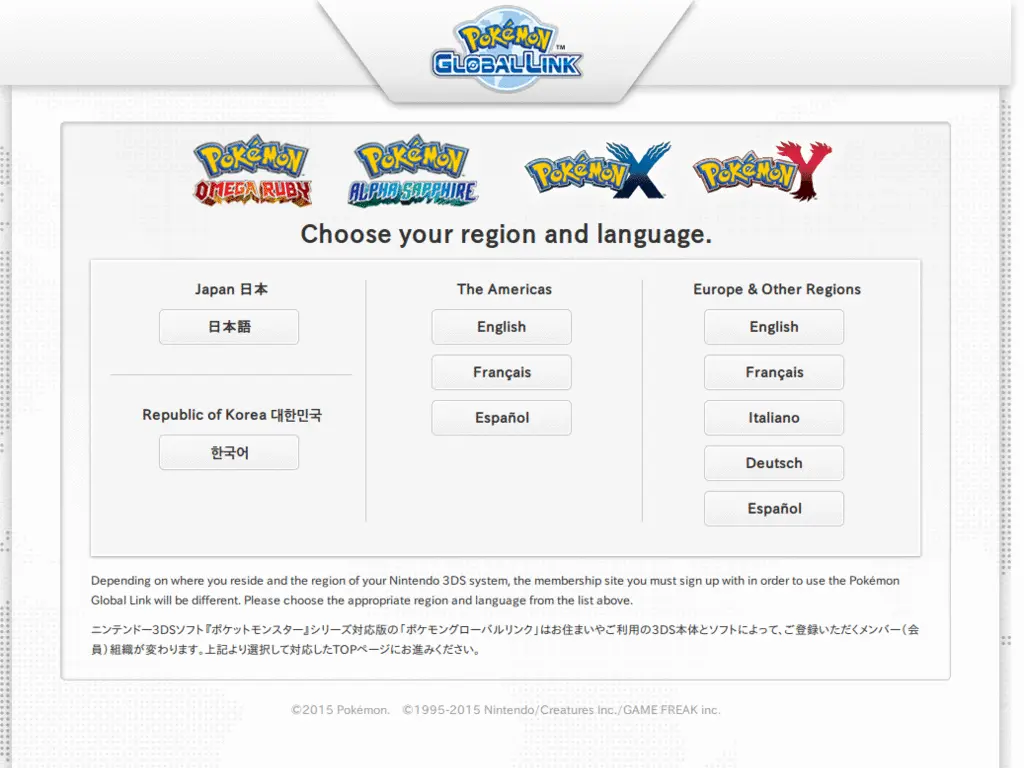 Pokémon
GLOBAL LINK
TM
Pokémon
OMEGA RUBY
Pokémon
ALPHA SAPPHIRE
Pokémon X
Pokémon Y
Choose your region and language.
Japan 日本
日本語
Republic of Korea 대한민국
한국어
The Americas
English
Français
Español
Europe & Other Regions
English
Français
Italiano
Deutsch
Español
Depending on where you reside and the region of your Nintendo 3DS system, the membership site you must sign up with in order to use the Pokémon
Global Link will be different. Please choose the appropriate region and language from the list above.
ニンテンドー3DSソフト『ポケットモンスター』シリーズ対応版の「ポケモングローバルリンク」はお住まいやご利用の3DS本体とソフトによって、ご登録いただくメンバー（会
員）組織が変わります。上記より選択して対応したTOPページにお進みください。
©2015 Pokémon. ©1995-2015 Nintendo/Creatures Inc./GAME FREAK inc.